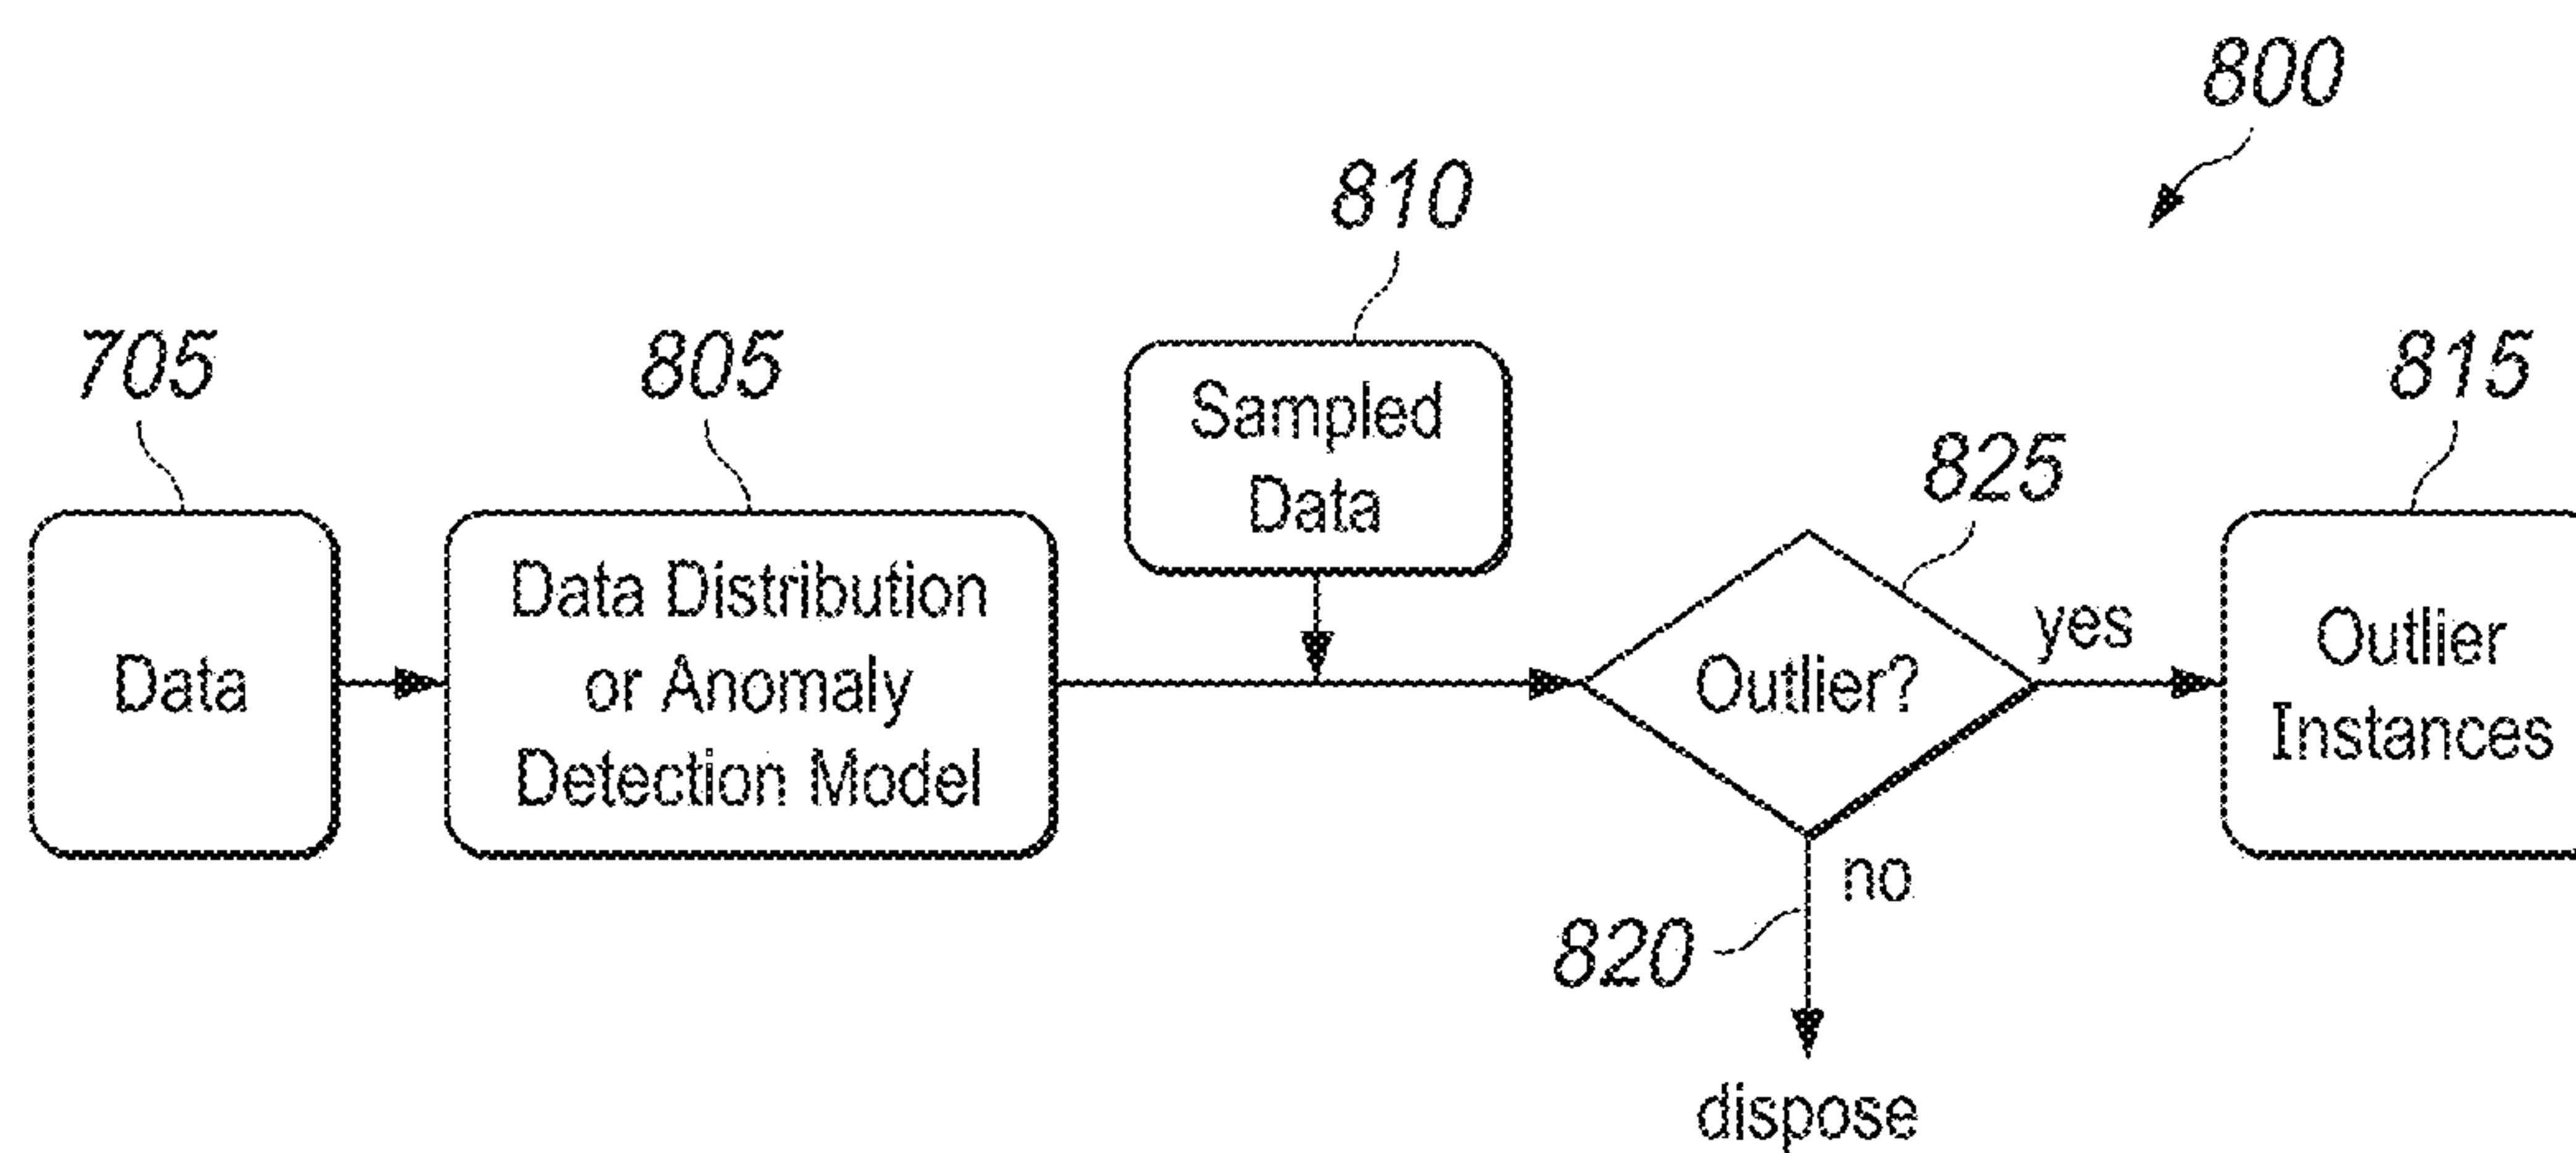 800
810
705
805
815
Sampled
Data
825
Data
Data Distribution
or Anomaly
Detection Model
Outlier?
yes
Outlier
Instances
no
820
dispose